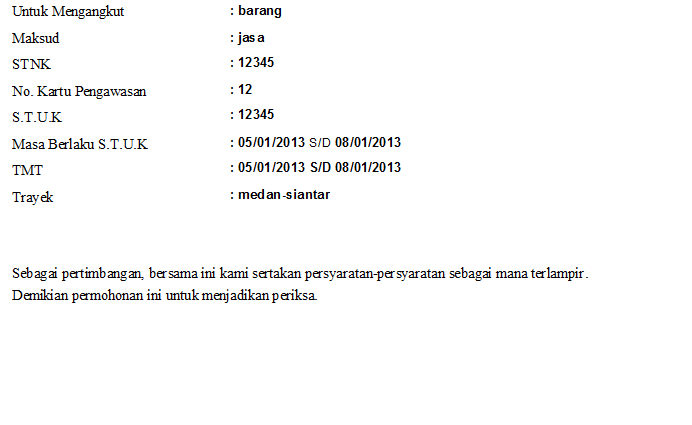 Untuk Mengangkut : barang
Maksud : jasa
STNK : 12345
No. Kartu Pengawasan : 12
S.T.U.K : 12345
Masa Berlaku S.T.U.K : 05/01/2013 S/D 08/01/2013
TMT : 05/01/2013 S/D 08/01/2013
Trayek : medan-siantar
Sebagai pertimbangan, bersama ini kami sertakan persyaratan-persyaratan sebagai mana terlampir.
Demikian permohonan ini untuk menjadikan periksa.